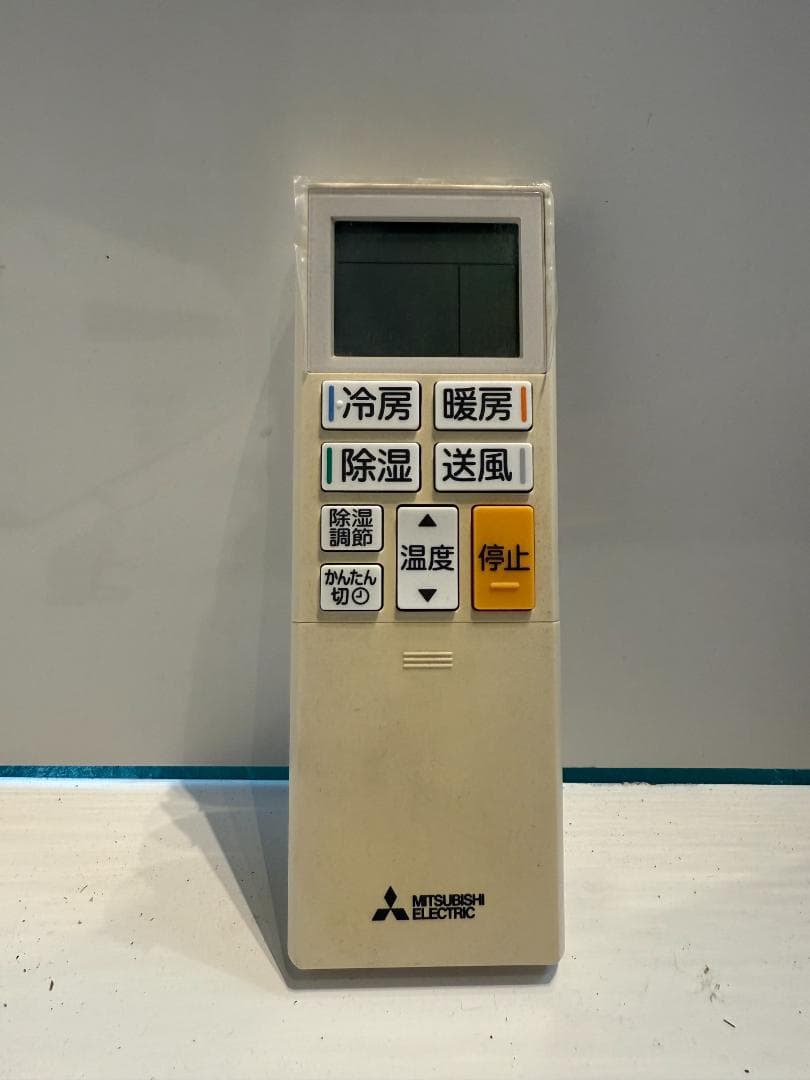 冷房
暖房
除湿
送風
除湿
調節
▲
温度
▼
停止
かんたん
切
MITSUBISHI
ELECTRIC